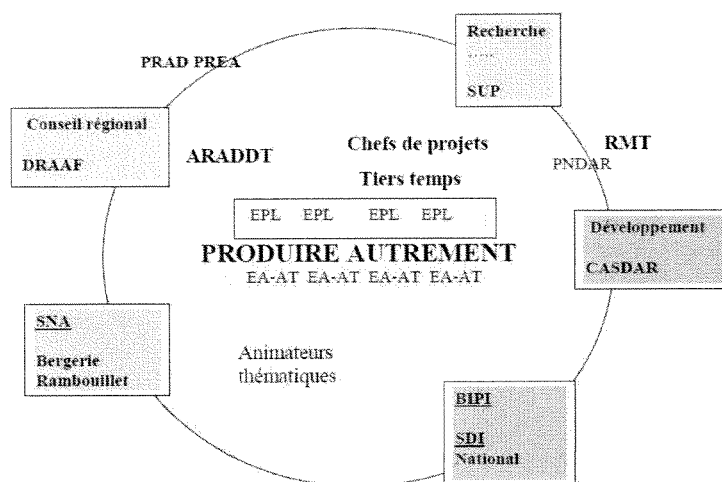 Recherche
.....
SUP
PRAD PREA
Conseil régional
DRAAF
ARADDT
Chefs de projets
Tiers temps
RMT
PNDAR
EPL EPL EPL EPL
PRODUIRE AUTREMENT
EA-AT EA-AT EA-AT EA-AT
Développement
CASDAR
SNA
Bergerie
Rambouillet
Animateurs
thématiques
BIPI
SDI
National